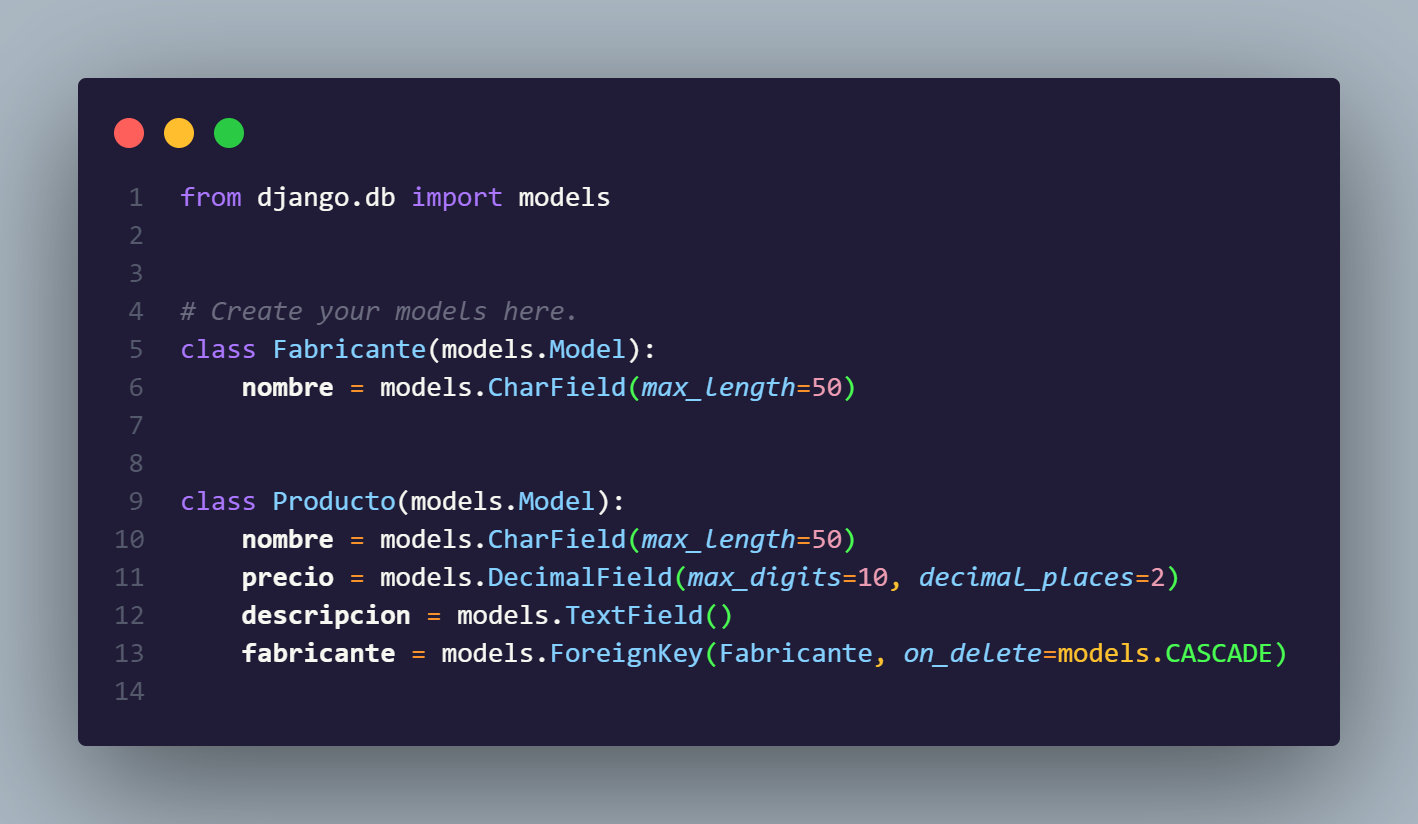 1 from django.db import models
2
3
4 # Create your models here.
5 class Fabricante(models.Model):
6     nombre = models.CharField(max_length=50)
7
8
9 class Producto(models.Model):
10     nombre = models.CharField(max_length=50)
11     precio = models.DecimalField(max_digits=10, decimal_places=2)
12     descripcion = models.TextField()
13     fabricante = models.ForeignKey(Fabricante, on_delete=models.CASCADE)
14